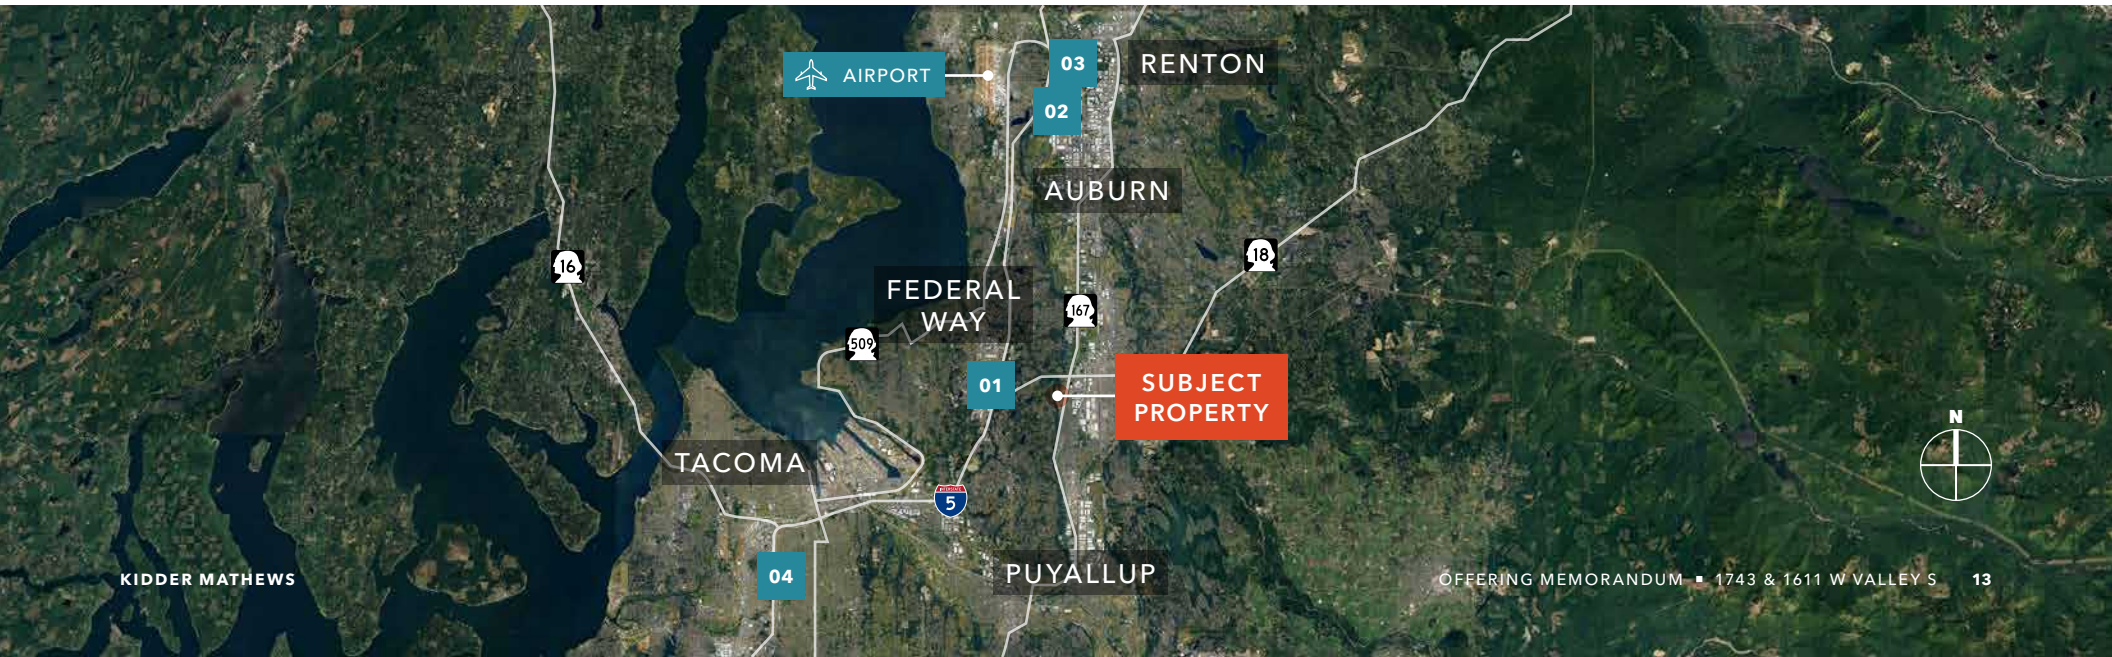 03
RENTON
AIRPORT
02
AUBURN
18
16
FEDERAL
WAY
167
509
01
SUBJECT
PROPERTY
N
TACOMA
5
PUYALLUP
04
KIDDER MATHEWS
OFFERING MEMORANDUM ▪ 1743 & 1611 W VALLEY S 13